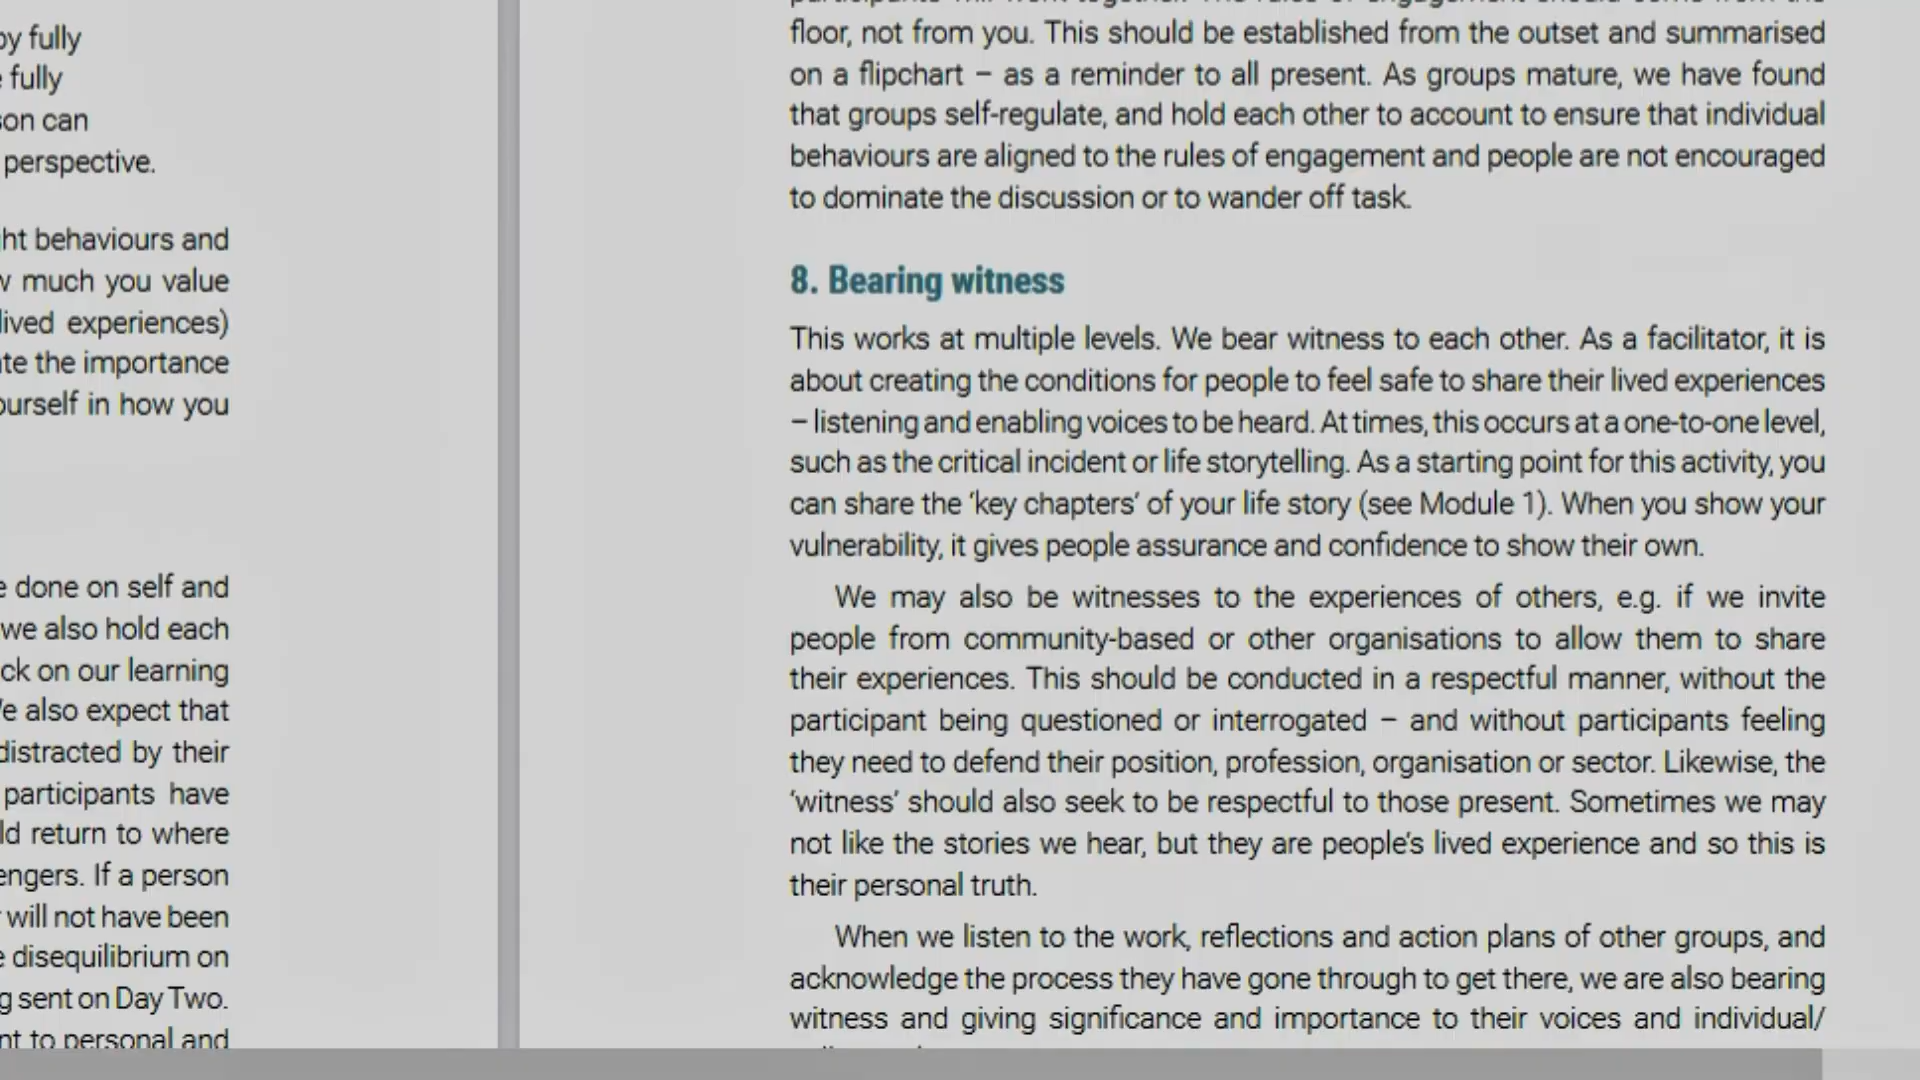 by fully
fully
son can
perspective.
ht behaviours and
much you value
lived experiences)
the importance
ourself in how you
done on self and
we also hold each
ck on our learning
also expect that
distracted by their
participants have
return to where
If a person
will not have been
disequilibrium on
sent on Day Two.
to personal and
floor, not from you. This should be established from the outset and summarised
on a flipchart – as a reminder to all present. As groups mature, we have found
that groups self-regulate, and hold each other to account to ensure that individual
behaviours are aligned to the rules of engagement and people are not encouraged
to dominate the discussion or to wander off task.
8. Bearing witness
This works at multiple levels. We bear witness to each other. As a facilitator, it is
about creating the conditions for people to feel safe to share their lived experiences
– listening and enabling voices to be heard. At times, this occurs at a one-to-one level,
such as the critical incident or life storytelling. As a starting point for this activity, you
can share the ‘key chapters’ of your life story (see Module 1). When you show your
vulnerability, it gives people assurance and confidence to show their own.
We may also be witnesses to the experiences of others, e.g. if we invite
people from community-based or other organisations to allow them to share
their experiences. This should be conducted in a respectful manner, without the
participant being questioned or interrogated – and without participants feeling
they need to defend their position, profession, organisation or sector. Likewise, the
‘witness’ should also seek to be respectful to those present. Sometimes we may
not like the stories we hear, but they are people’s lived experience and so this is
their personal truth.
When we listen to the work, reflections and action plans of other groups, and
acknowledge the process they have gone through to get there, we are also bearing
witness and giving significance and importance to their voices and individual/